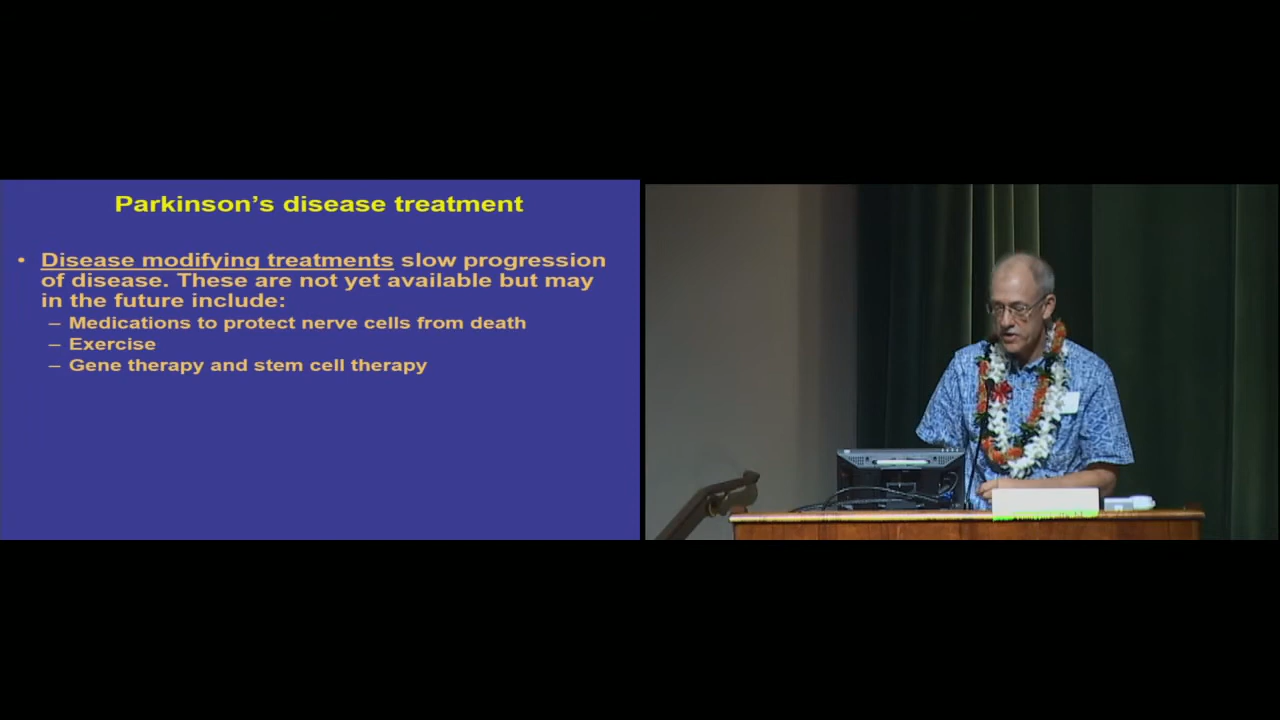 Parkinson’s disease treatment
• Disease modifying treatments slow progression
of disease. These are not yet available but may
in the future include:
– Medications to protect nerve cells from death
– Exercise
– Gene therapy and stem cell therapy